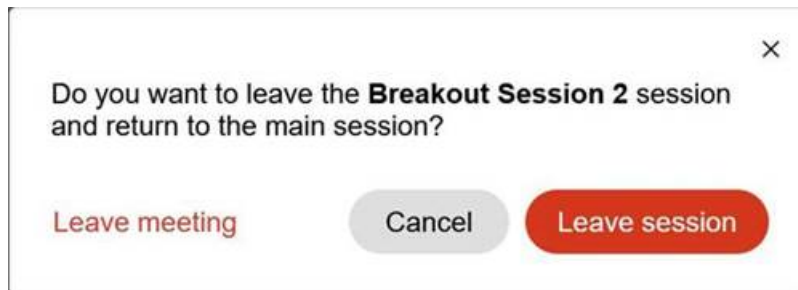 Do you want to leave the Breakout Session 2 session
and return to the main session?
Leave meeting
Cancel
Leave session